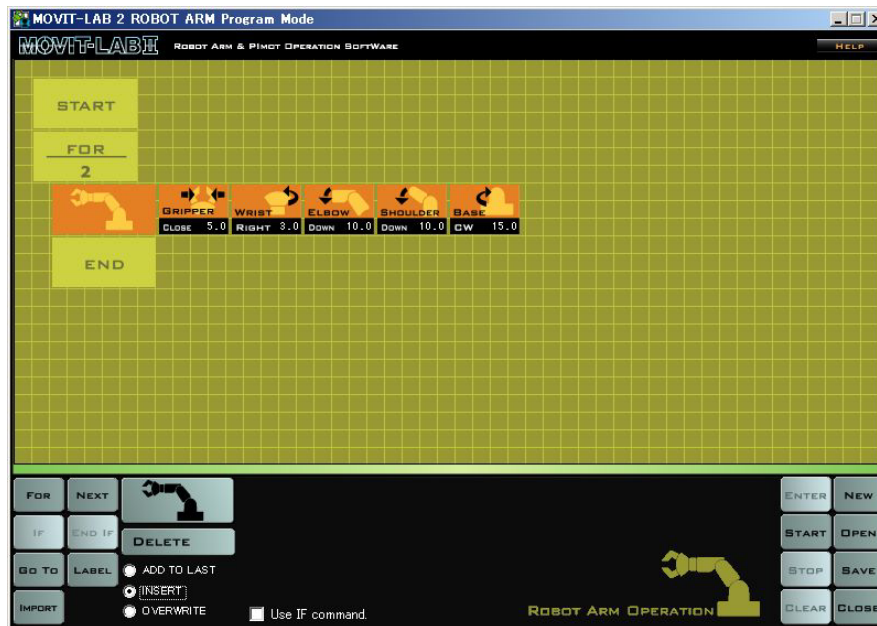 MOVIT-LAB 2 ROBOT ARM Program Mode
MOVIT-LAB II ROBOT ARM & PIMOT OPERATION SOFTWARE HELP
START
FOR
2
GRIPPER WRIST ELBOW SHOULDER BASE
CLOSE 5.0 RIGHT 3.0 DOWN 10.0 DOWN 10.0 CW 15.0
END
FOR NEXT ENTER NEW
IF END IF DELETE START OPEN
GO TO LABEL ADD TO LAST STOP SAVE
INSERT
IMPORT OVERWRITE Use IF command. ROBOT ARM OPERATION CLEAR CLOSE